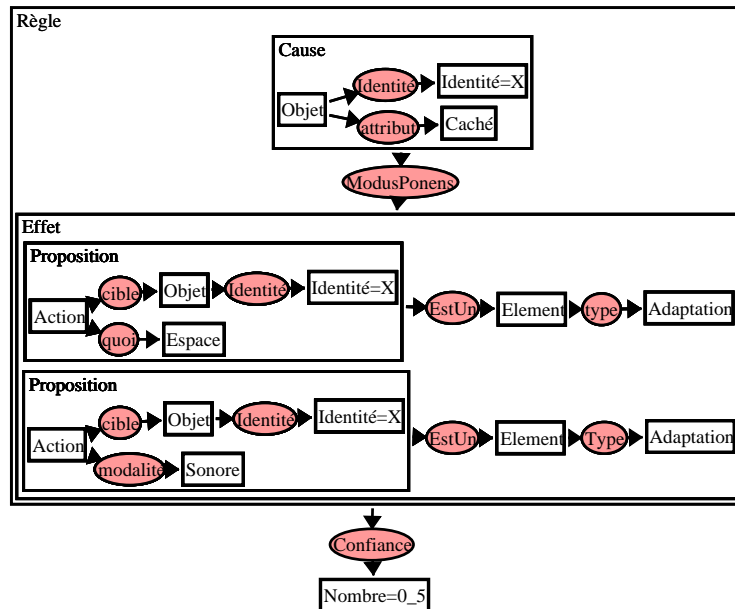 Règle
Cause
Objet
Identité
Identité=X
attribut
Caché
ModusPonens
Effet
Proposition
Action
cible
Objet
Identité
Identité=X
quoi
Espace
EstUn
Element
type
Adaptation
Proposition
Action
cible
Objet
Identité
Identité=X
modalité
Sonore
EstUn
Element
Type
Adaptation
Confiance
Nombre=0_5